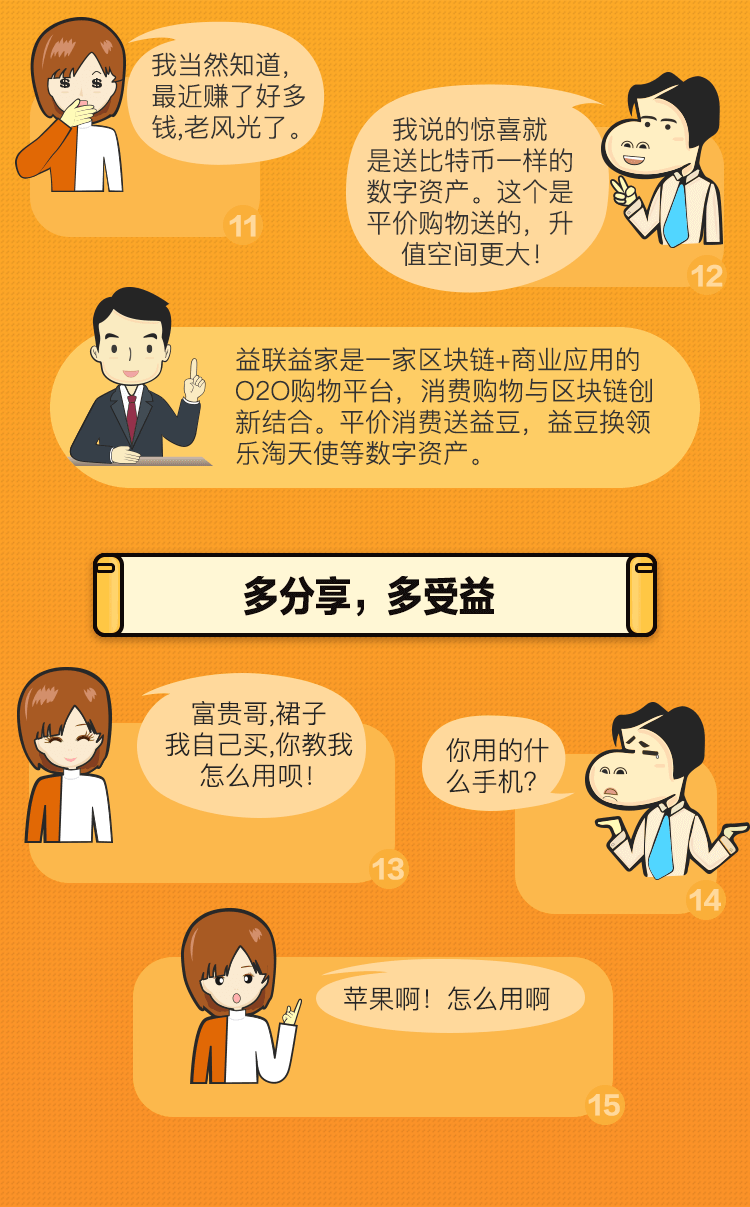 我当然知道,
最近赚了好多
钱,老风光了。
11
我说的惊喜就
是送比特币一样的
数字资产。这个是
平价购物送的，升
值空间更大！
12
益联益家是一家区块链+商业应用的
O2O购物平台，消费购物与区块链创
新结合。平价消费送益豆，益豆换领
乐淘天使等数字资产。
多分享，多受益
富贵哥,裙子
我自己买,你教我
怎么用呗！
13
你用的什
么手机？
14
苹果啊！怎么用啊
15